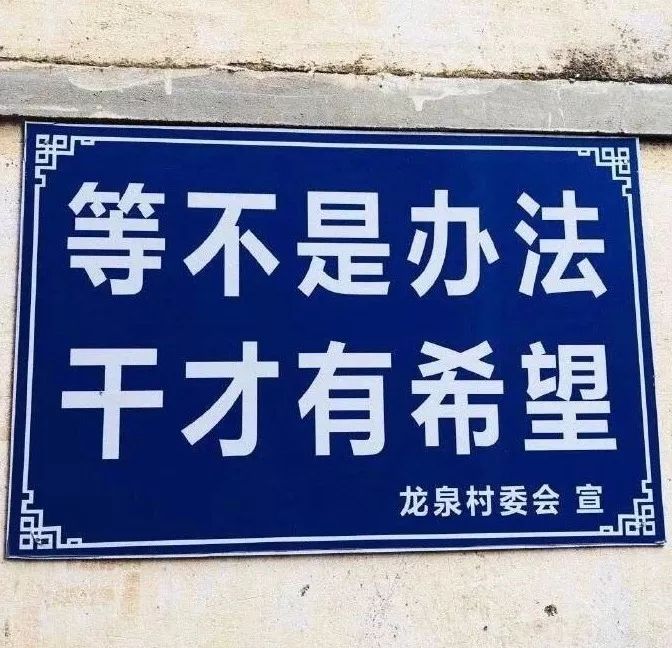 等不是办法
干才有希望
龙泉村委会 宣